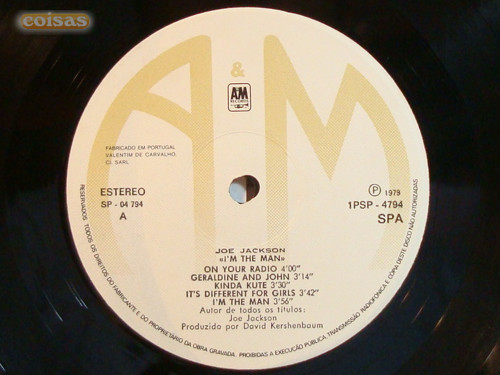 coisas
A & M
A&M
RECORDS
FABRICADO EM PORTUGAL
VALENTIM DE CARVALHO,
CI. SARL
ESTEREO
SP - 04 794
A
Ⓟ 1979
1PSP - 4794
SPA
JOE JACKSON
«I'M THE MAN»
ON YOUR RADIO 4'00"
GERALDINE AND JOHN 3'14"
KINDA KUTE 3'30"
IT'S DIFFERENT FOR GIRLS 3'42"
I'M THE MAN 3'56"
Autor de todos os títulos:
Joe Jackson
Produzido por David Kershenbaum
RESERVADOS TODOS OS DIREITOS DO FABRICANTE E DO PROPRIETÁRIO DA OBRA GRAVADA. PROIBIDAS A EXECUÇÃO PÚBLICA, TRANSMISSÃO RADIOFÓNICA E CÓPIA DESTE DISCO NÃO AUTORIZADAS